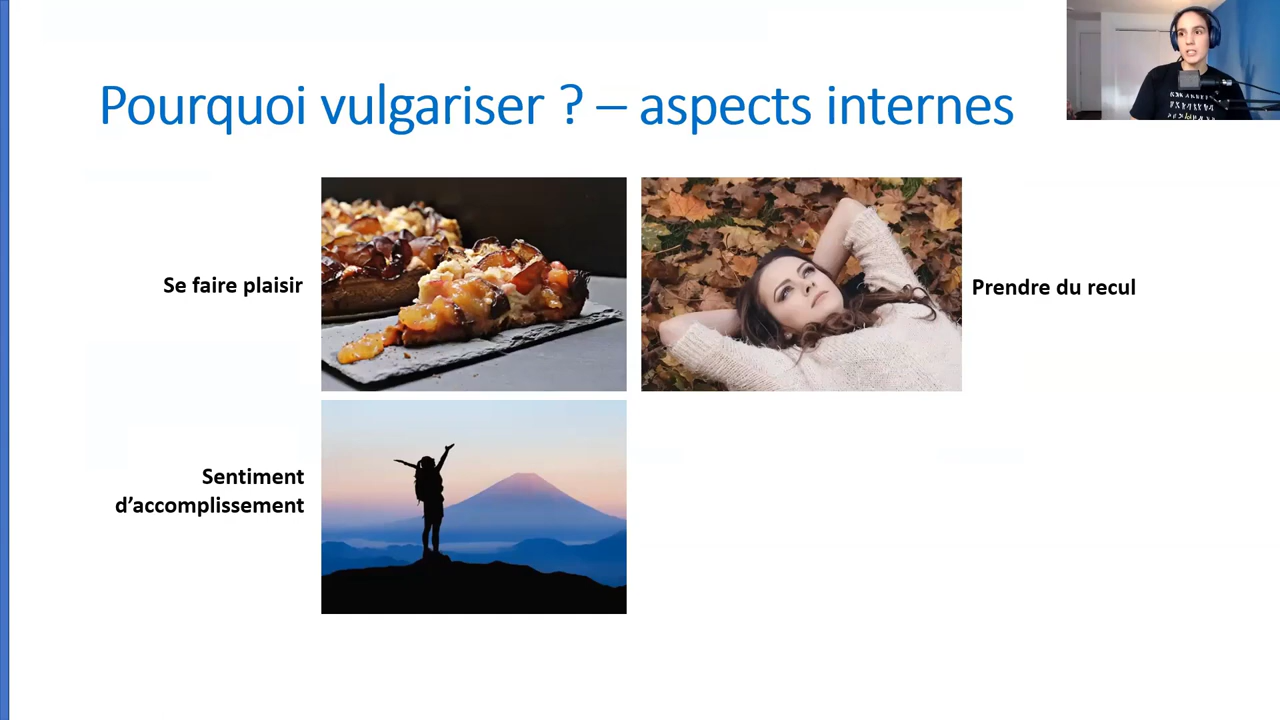 Pourquoi vulgariser ? – aspects internes
Se faire plaisir
Prendre du recul
Sentiment
d’accomplissement